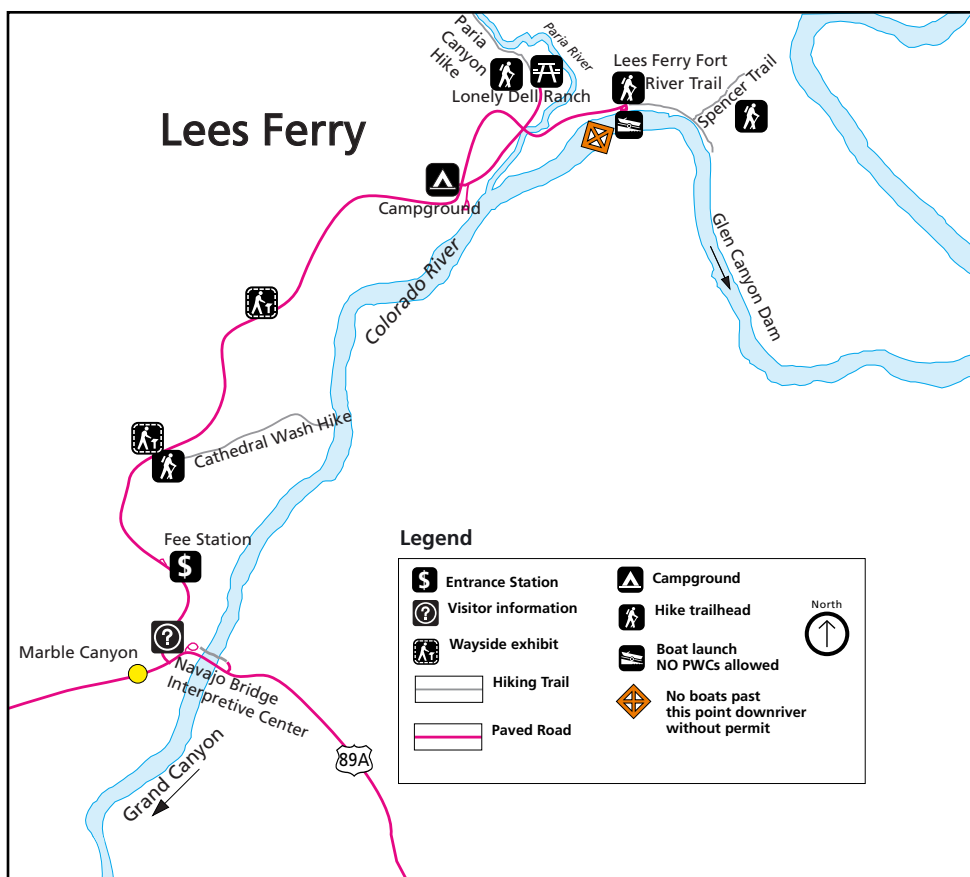 Paria
Canyon
Hike
Paria River
Lonely Dell Ranch
Lees Ferry Fort
River Trail
Spencer Trail
Lees Ferry
Campground
Colorado River
Glen Canyon Dam
Cathedral Wash Hike
Fee Station
$
?
Marble Canyon
Navajo Bridge
Interpretive Center
89A
Grand Canyon
Legend
$ Entrance Station
? Visitor information
Wayside exhibit
Hiking Trail
Paved Road
Campground
Hike trailhead
Boat launch
NO PWCs allowed
No boats past
this point downriver
without permit
North